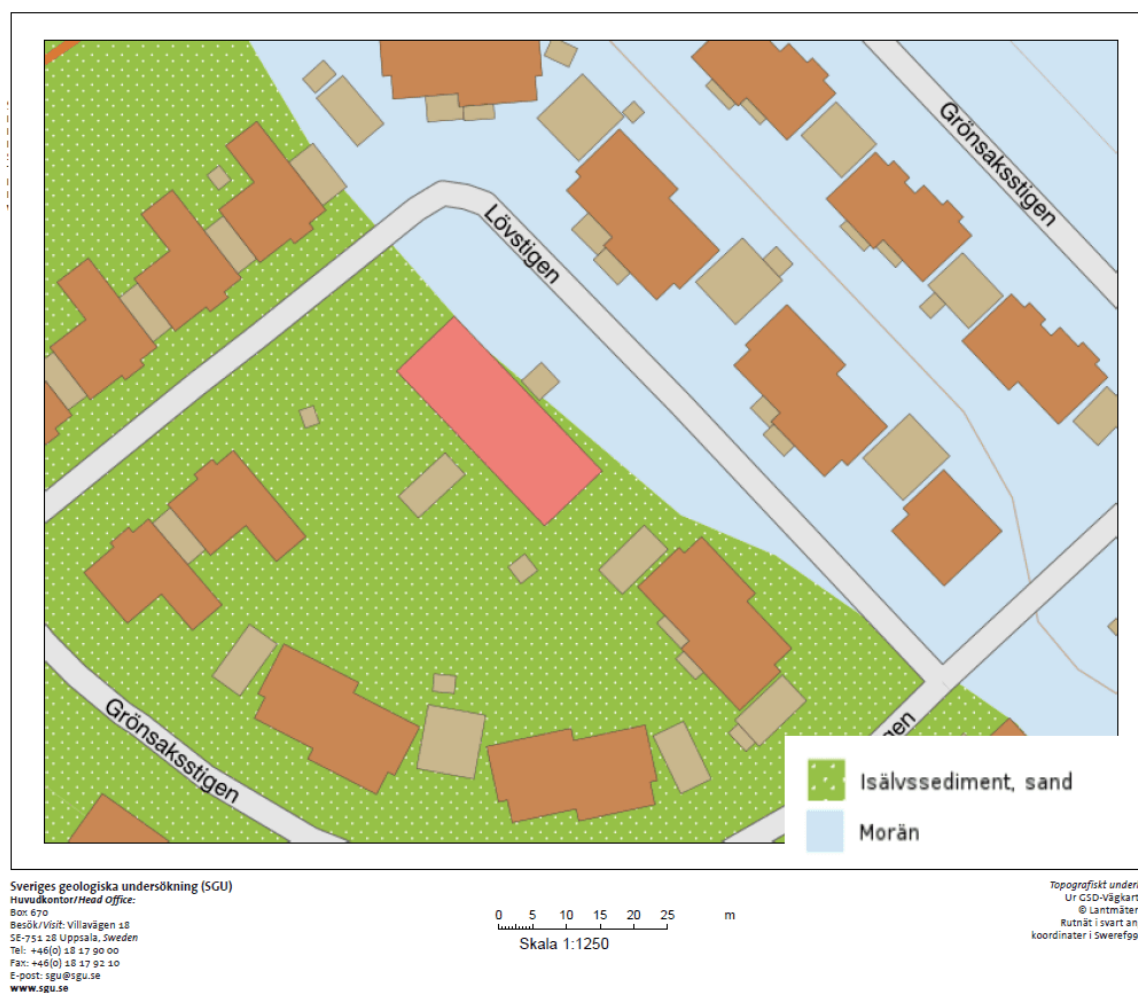 Grönsaksstigen
Lövstigen
Grönsaksstigen
gen
Isälvssediment, sand
Morän
Sveriges geologiska undersökning (SGU)
Huvudkontor/Head Office:
Box 670
Besök/Visit: Villavägen 18
SE-751 28 Uppsala, Sweden
Tel: +46(0) 18 17 90 00
Fax: +46(0) 18 17 92 10
E-post: sgu@sgu.se
www.sgu.se
0 5 10 15 20 25 m
Skala 1:1250
Topografiskt underl
Ur GSD-Vägkart
© Lantmäter
Rutnät i svart an
koordinater i Sweref99